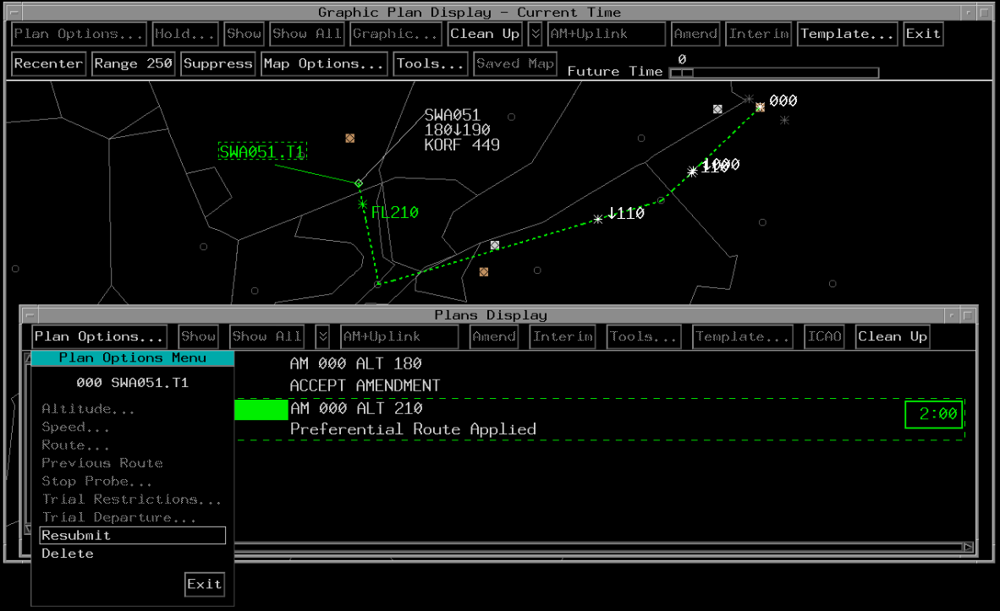 Graphic Plan Display - Current Time
Plan Options... Hold... Show Show All Graphic... Clean Up AM+Uplink Amend Interim Template... Exit
Recenter Range 250 Suppress Map Options... Tools... Saved Map Future Time 0
000
SWA051
180↓190
KORF 449
SWA051.T1
000
FL210
↓110
Plans Display
Plan Options... Show Show All AM+Uplink Amend Interim Tools... Template... ICAO Clean Up
Plan Options Menu
000 SWA051.T1
Altitude...
Speed...
Route...
Previous Route
Stop Probe...
Trial Restrictions...
Trial Departure...
Resubmit
Delete
Exit
AM 000 ALT 180
ACCEPT AMENDMENT
AM 000 ALT 210
Preferential Route Applied
2:00